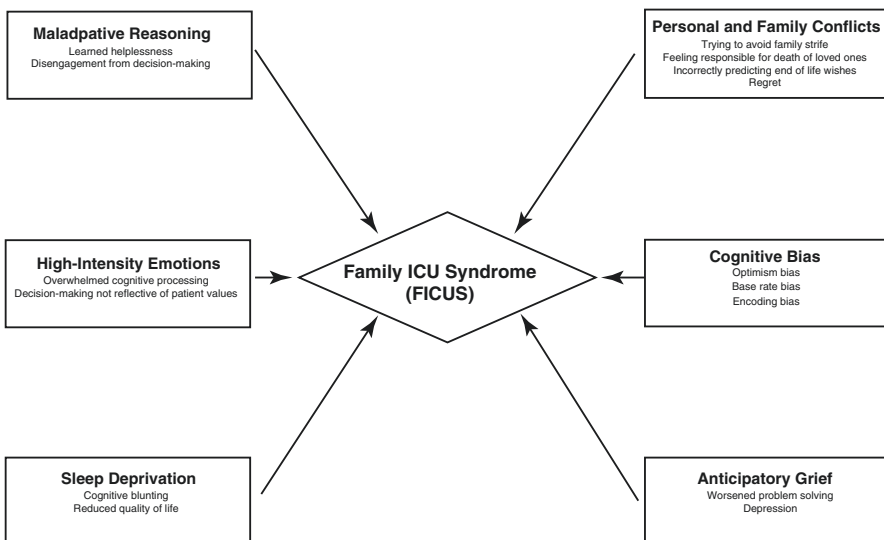 Maladpative Reasoning
Learned helplessness
Disengagement from decision-making
Personal and Family Conflicts
Trying to avoid family strife
Feeling responsible for death of loved ones
Incorrectly predicting end of life wishes
Regret
High-Intensity Emotions
Overwhelmed cognitive processing
Decision-making not reflective of patient values
Family ICU Syndrome
(FICUS)
Cognitive Bias
Optimism bias
Base rate bias
Encoding bias
Sleep Deprivation
Cognitive blunting
Reduced quality of life
Anticipatory Grief
Worsened problem solving
Depression